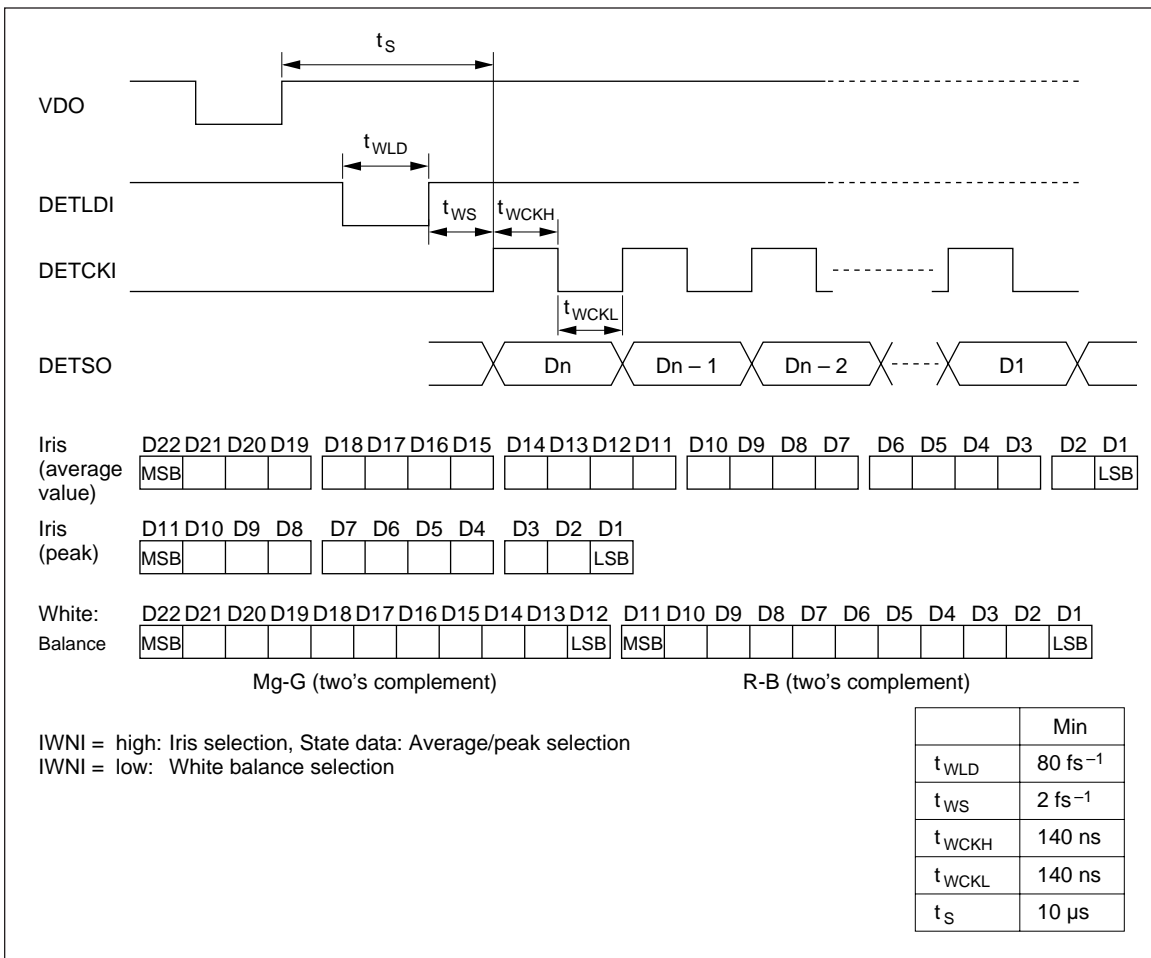 tS
VDO
tWLD
DETLDI
tWS tWCKH
DETCKI
tWCKL
DETSO Dn Dn – 1 Dn – 2 D1
Iris (average value)
D22 D21 D20 D19 D18 D17 D16 D15 D14 D13 D12 D11 D10 D9 D8 D7 D6 D5 D4 D3 D2 D1
MSB LSB
Iris (peak)
D11 D10 D9 D8 D7 D6 D5 D4 D3 D2 D1
MSB LSB
White: Balance
D22 D21 D20 D19 D18 D17 D16 D15 D14 D13 D12 D11 D10 D9 D8 D7 D6 D5 D4 D3 D2 D1
MSB LSB MSB LSB
Mg-G (two's complement) R-B (two's complement)
IWNI = high: Iris selection, State data: Average/peak selection
IWNI = low: White balance selection
Min
tWLD 80 fs–1
tWS 2 fs–1
tWCKH 140 ns
tWCKL 140 ns
tS 10 µs